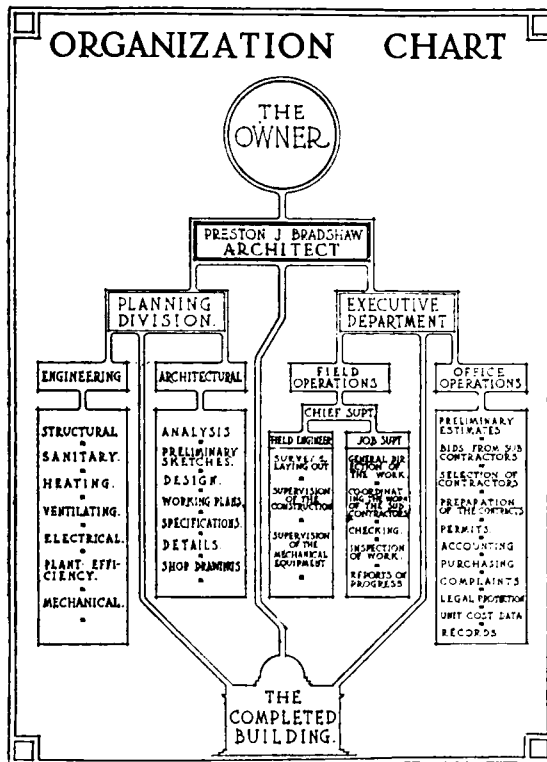 ORGANIZATION CHART
THE
OWNER
PRESTON J BRADSHAW
ARCHITECT
PLANNING
DIVISION.
EXECUTIVE
DEPARTMENT
ENGINEERING
STRUCTURAL
SANITARY.
HEATING.
VENTILATING.
ELECTRICAL.
PLANT EFFI-
CIENCY.
MECHANICAL.
ARCHITECTURAL
ANALYSIS
PRELIMINARY
SKETCHES.
DESIGN.
WORKING PLANS.
SPECIFICATIONS.
DETAILS.
SHOP DRAWINGS
FIELD
OPERATIONS
CHIEF SUPT
FIELD ENGINEER
SURVEYS
LAYING OUT
SUPERVISION
OF THE
CONSTRUCTION
SUPERVISION
OF THE
MECHANICAL
EQUIPMENT
JOB SUPT
GENERAL DIR
ECTION OF
THE WORK
COORDINAT
ING THE WORK
OF THE SUB
CONTRACTORS
CHECKING.
INSPECTION
OF WORK.
REPORTS OF
PROGRESS
OFFICE
OPERATIONS
PRELIMINARY
ESTIMATES
BIDS FROM SUB
CONTRACTORS
SELECTION OF
CONTRACTORS
PREPARATION
OF THE CONTRACTS
PERMITS.
ACCOUNTING
PURCHASING
COMPLAINTS
LEGAL PROTECTION
UNIT COST DATA
RECORDS
THE
COMPLETED
BUILDING.